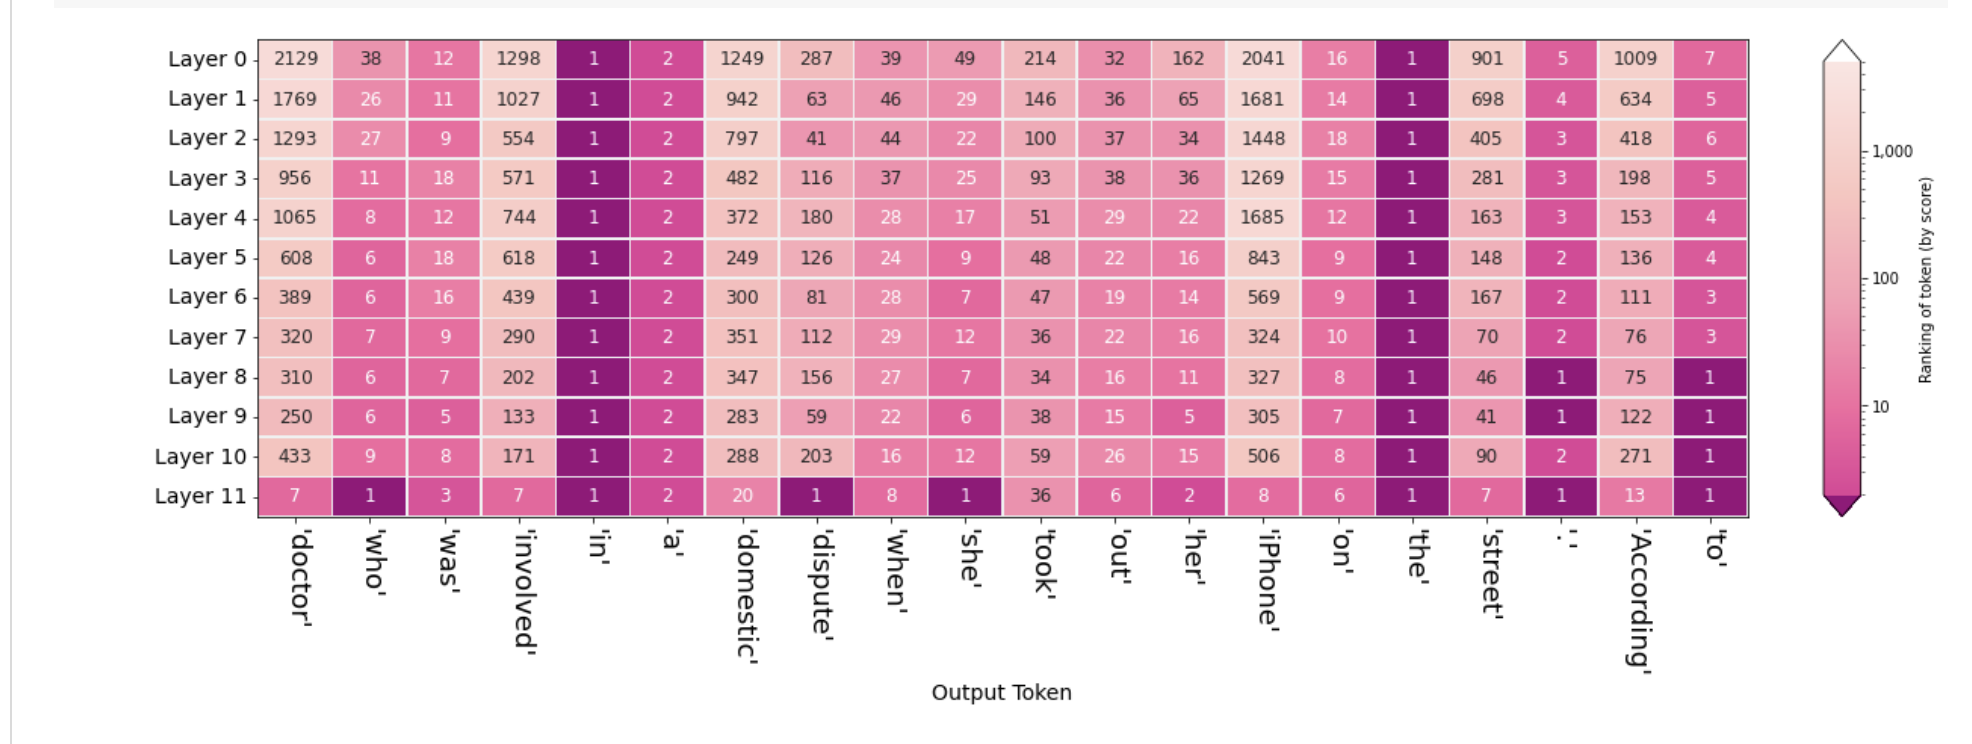 Layer 0 2129 38 12 1298 1 2 1249 287 39 49 214 32 162 2041 16 1 901 5 1009 7
Layer 1 1769 26 11 1027 1 2 942 63 46 29 146 36 65 1681 14 1 698 4 634 5
Layer 2 1293 27 9 554 1 2 797 41 44 22 100 37 34 1448 18 1 405 3 418 6
Layer 3 956 11 18 571 1 2 482 116 37 25 93 38 36 1269 15 1 281 3 198 5
Layer 4 1065 8 12 744 1 2 372 180 28 17 51 29 22 1685 12 1 163 3 153 4
Layer 5 608 6 18 618 1 2 249 126 24 9 48 22 16 843 9 1 148 2 136 4
Layer 6 389 6 16 439 1 2 300 81 28 7 47 19 14 569 9 1 167 2 111 3
Layer 7 320 7 9 290 1 2 351 112 29 12 36 22 16 324 10 1 70 2 76 3
Layer 8 310 6 7 202 1 2 347 156 27 7 34 16 11 327 8 1 46 1 75 1
Layer 9 250 6 5 133 1 2 283 59 22 6 38 15 5 305 7 1 41 1 122 1
Layer 10 433 9 8 171 1 2 288 203 16 12 59 26 15 506 8 1 90 2 271 1
Layer 11 7 1 3 7 1 2 20 1 8 1 36 6 2 8 6 1 7 1 13 1
'doctor' 'who' 'was' 'involved' 'in' 'a' 'domestic' 'dispute' 'when' 'she' 'took' 'out' 'her' 'iPhone' 'on' 'the' 'street' '.' 'According' 'to'
Output Token
1,000
100
10
Ranking of token (by score)